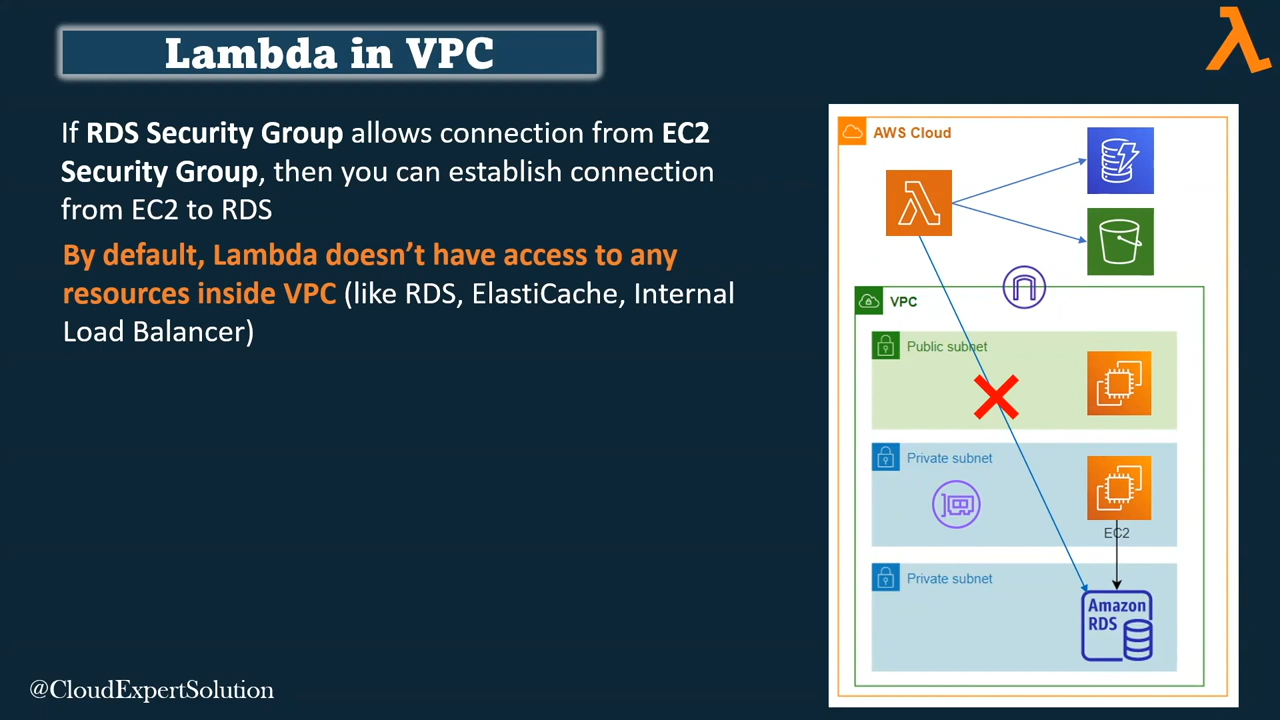 Lambda in VPC
If RDS Security Group allows connection from EC2
Security Group, then you can establish connection
from EC2 to RDS
By default, Lambda doesn’t have access to any
resources inside VPC (like RDS, ElastiCache, Internal
Load Balancer)
AWS Cloud
VPC
Public subnet
Private subnet
EC2
Private subnet
Amazon
RDS
@CloudExpertSolution